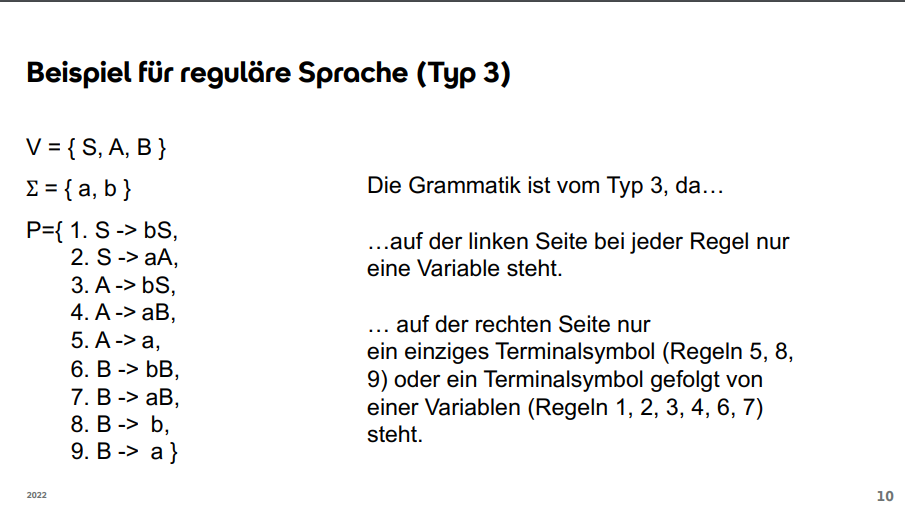 Beispiel für reguläre Sprache (Typ 3)
V = { S, A, B }
Σ = { a, b }
P={ 1. S -> bS,
2. S -> aA,
3. A -> bS,
4. A -> aB,
5. A -> a,
6. B -> bB,
7. B -> aB,
8. B -> b,
9. B -> a }
Die Grammatik ist vom Typ 3, da…
…auf der linken Seite bei jeder Regel nur
eine Variable steht.
… auf der rechten Seite nur
ein einziges Terminalsymbol (Regeln 5, 8,
9) oder ein Terminalsymbol gefolgt von
einer Variablen (Regeln 1, 2, 3, 4, 6, 7)
steht.
2022
10